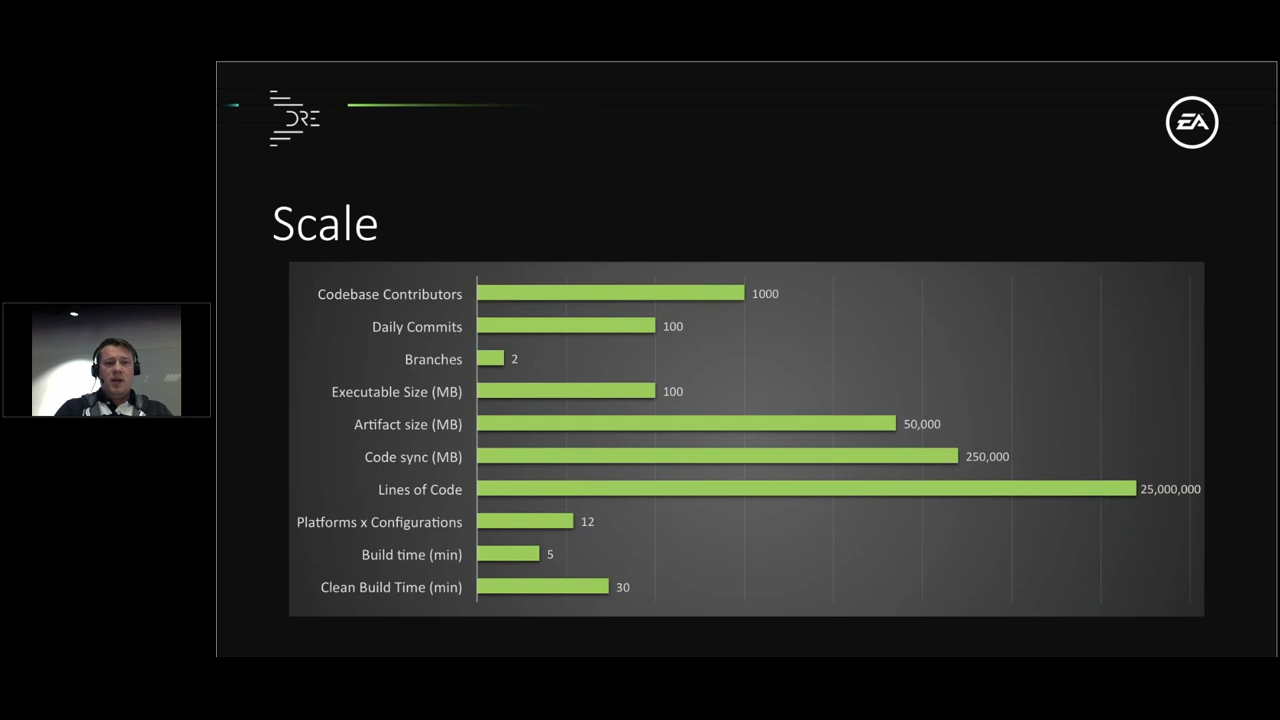 DRE
EA
Scale
Codebase Contributors 1000
Daily Commits 100
Branches 2
Executable Size (MB) 100
Artifact size (MB) 50,000
Code sync (MB) 250,000
Lines of Code 25,000,000
Platforms x Configurations 12
Build time (min) 5
Clean Build Time (min) 30